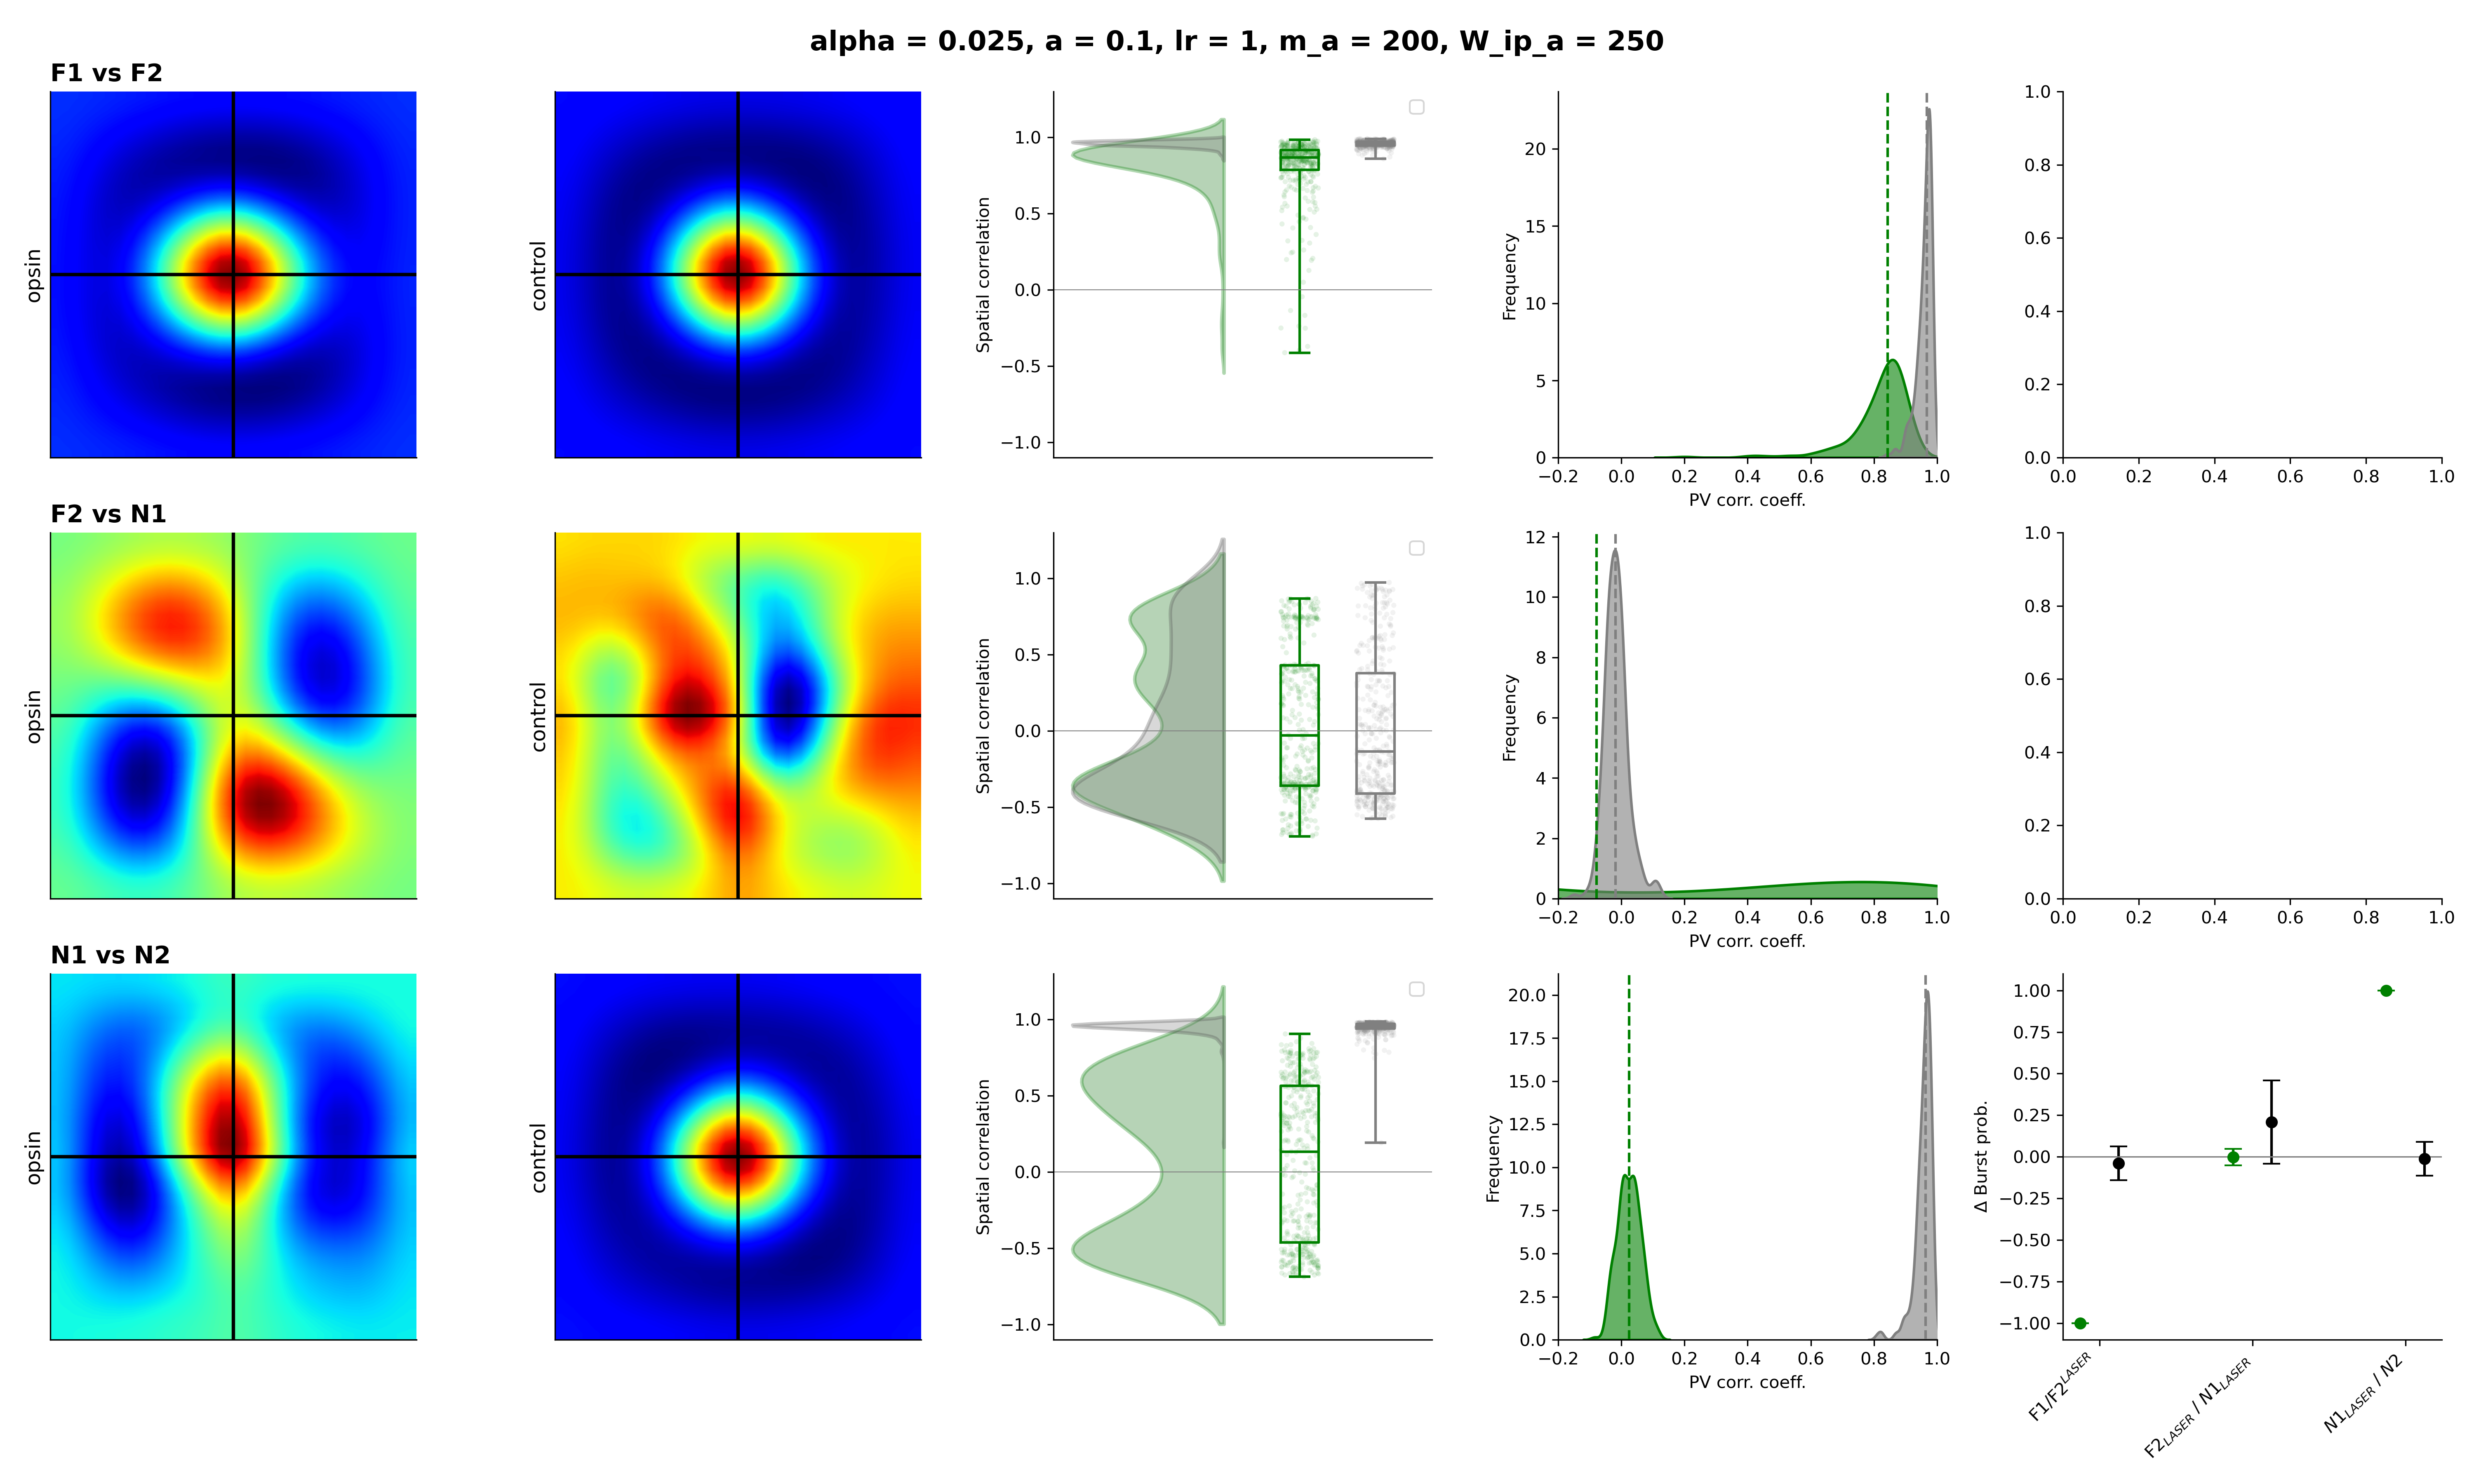 alpha = 0.025, a = 0.1, lr = 1, m_a = 200, W_ip_a = 250
F1 vs F2
opsin
control
Spatial correlation
1.0
0.5
0.0
−0.5
−1.0
Frequency
20
15
10
5
0
−0.2 0.0 0.2 0.4 0.6 0.8 1.0
PV corr. coeff.
1.0
0.8
0.6
0.4
0.2
0.0
0.0 0.2 0.4 0.6 0.8 1.0
F2 vs N1
opsin
control
Spatial correlation
1.0
0.5
0.0
−0.5
−1.0
Frequency
12
10
8
6
4
2
0
−0.2 0.0 0.2 0.4 0.6 0.8 1.0
PV corr. coeff.
1.0
0.8
0.6
0.4
0.2
0.0
0.0 0.2 0.4 0.6 0.8 1.0
N1 vs N2
opsin
control
Spatial correlation
1.0
0.5
0.0
−0.5
−1.0
Frequency
20.0
17.5
15.0
12.5
10.0
7.5
5.0
2.5
0.0
−0.2 0.0 0.2 0.4 0.6 0.8 1.0
PV corr. coeff.
Δ Burst prob.
1.00
0.75
0.50
0.25
0.00
−0.25
−0.50
−0.75
−1.00
F1/F2^LASER
F2_LASER / N1_LASER
N1_LASER / N2